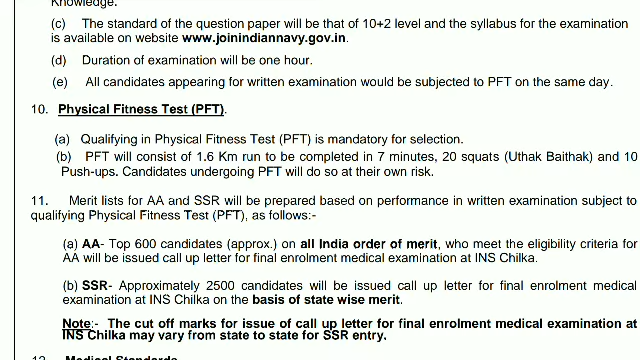 Knowledge.
(c) The standard of the question paper will be that of 10+2 level and the syllabus for the examination
is available on website www.joinindiannavy.gov.in.
(d) Duration of examination will be one hour.
(e) All candidates appearing for written examination would be subjected to PFT on the same day.
10. Physical Fitness Test (PFT).
(a) Qualifying in Physical Fitness Test (PFT) is mandatory for selection.
(b) PFT will consist of 1.6 Km run to be completed in 7 minutes, 20 squats (Uthak Baithak) and 10
Push-ups. Candidates undergoing PFT will do so at their own risk.
11. Merit lists for AA and SSR will be prepared based on performance in written examination subject to
qualifying Physical Fitness Test (PFT), as follows:-
(a) AA- Top 600 candidates (approx.) on all India order of merit, who meet the eligibility criteria for
AA will be issued call up letter for final enrolment medical examination at INS Chilka.
(b) SSR- Approximately 2500 candidates will be issued call up letter for final enrolment medical
examination at INS Chilka on the basis of state wise merit.
Note:- The cut off marks for issue of call up letter for final enrolment medical examination at
INS Chilka may vary from state to state for SSR entry.
12. Medical Standards